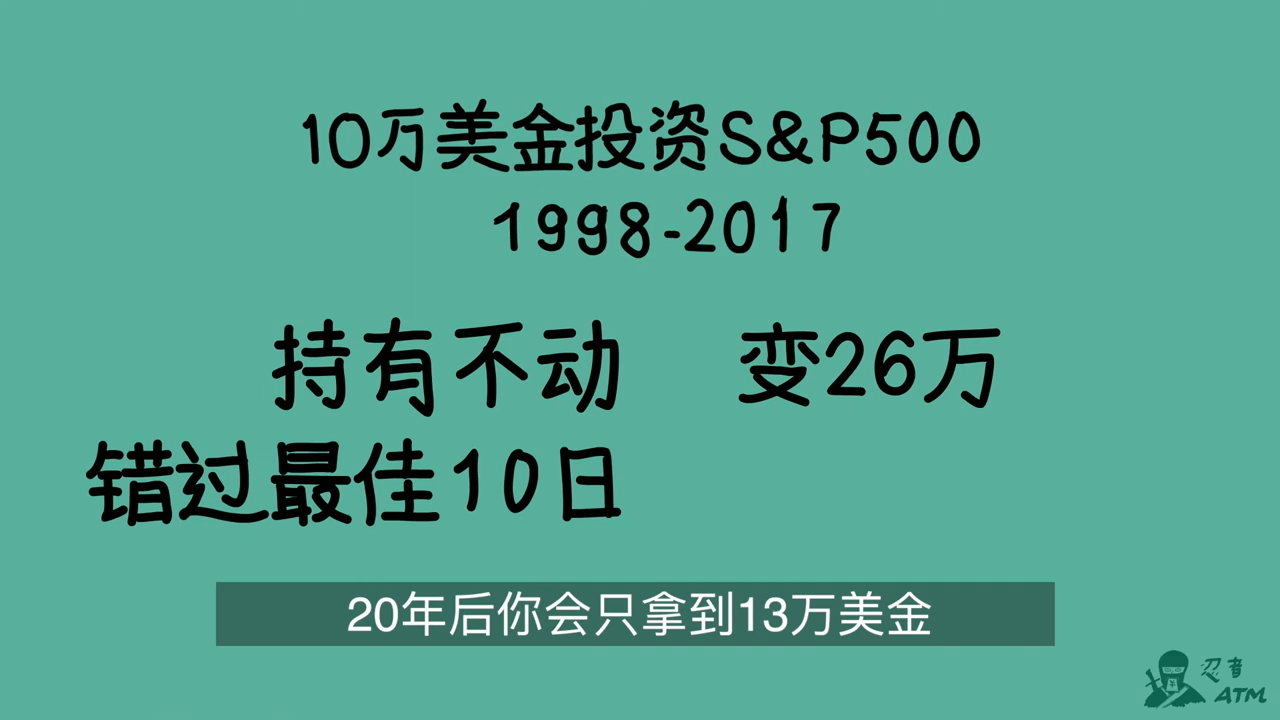 10万美金投资S&P500
1998-2017
持有不动 变26万
错过最佳10日
20年后你会只拿到13万美金
忍者
ATM